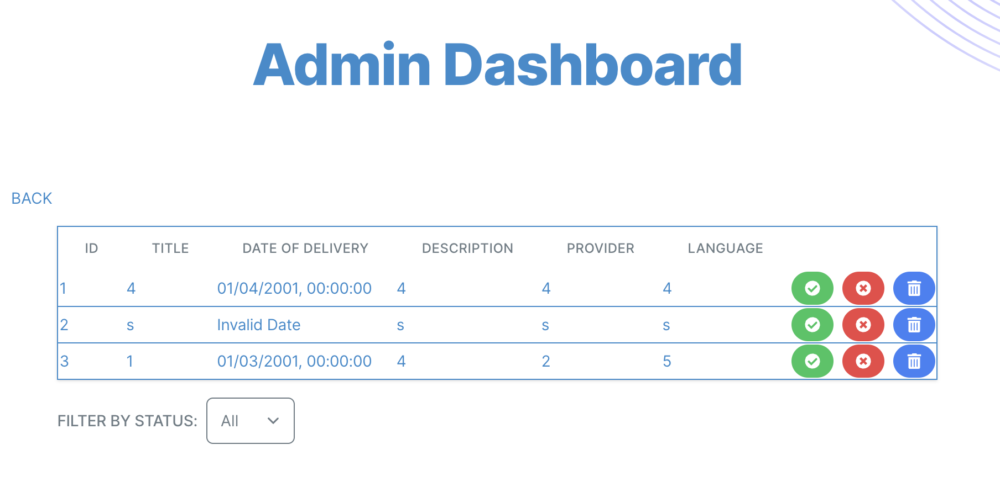 Admin Dashboard
BACK
ID TITLE DATE OF DELIVERY DESCRIPTION PROVIDER LANGUAGE
1 4 01/04/2001, 00:00:00 4 4 4
2 s Invalid Date s s s
3 1 01/03/2001, 00:00:00 4 2 5
FILTER BY STATUS: All